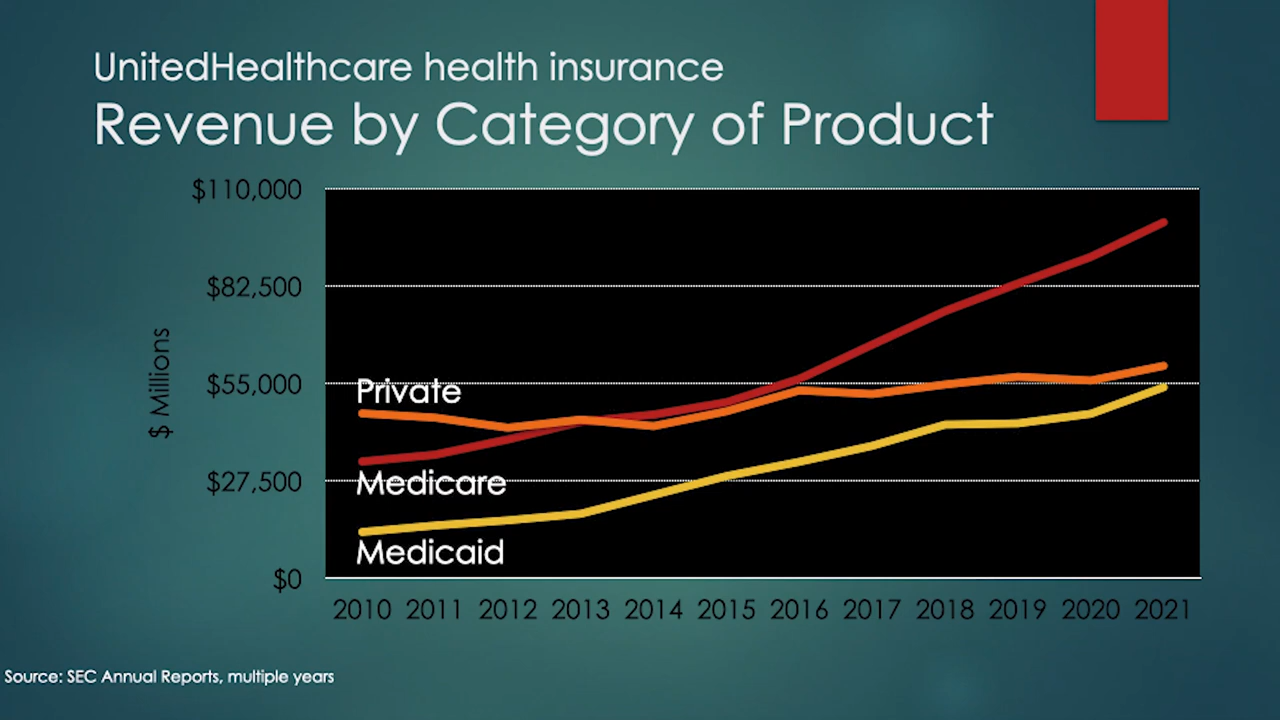 UnitedHealthcare health insurance
Revenue by Category of Product
$110,000
$82,500
$55,000
$27,500
$0
$ Millions
Private
Medicare
Medicaid
2010 2011 2012 2013 2014 2015 2016 2017 2018 2019 2020 2021
Source: SEC Annual Reports, multiple years